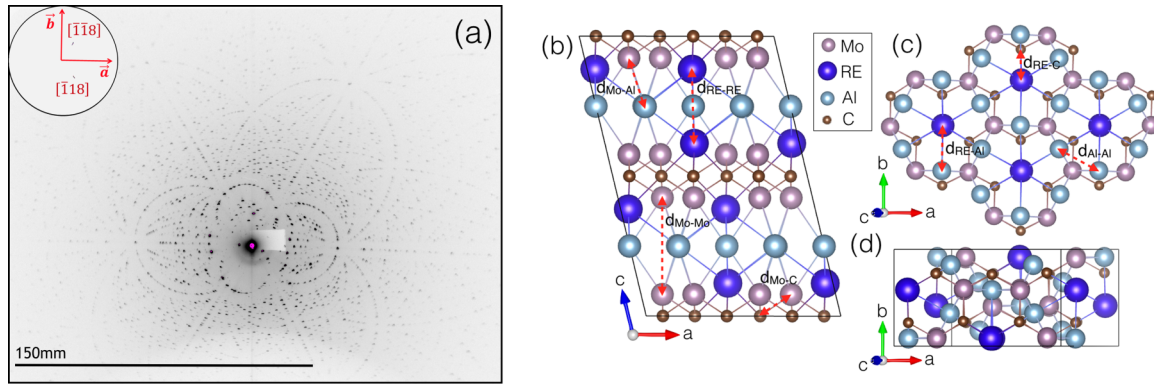 (a)
b⃗
[1̄1̄8]
a⃗
[1̄18]
150mm
(b)
d_Mo-Al
d_RE-RE
d_Mo-Mo
d_Mo-C
c
a
Mo
RE
Al
C
(c)
d_RE-C
d_RE-Al
d_Al-Al
b
c
a
(d)
b
c
a